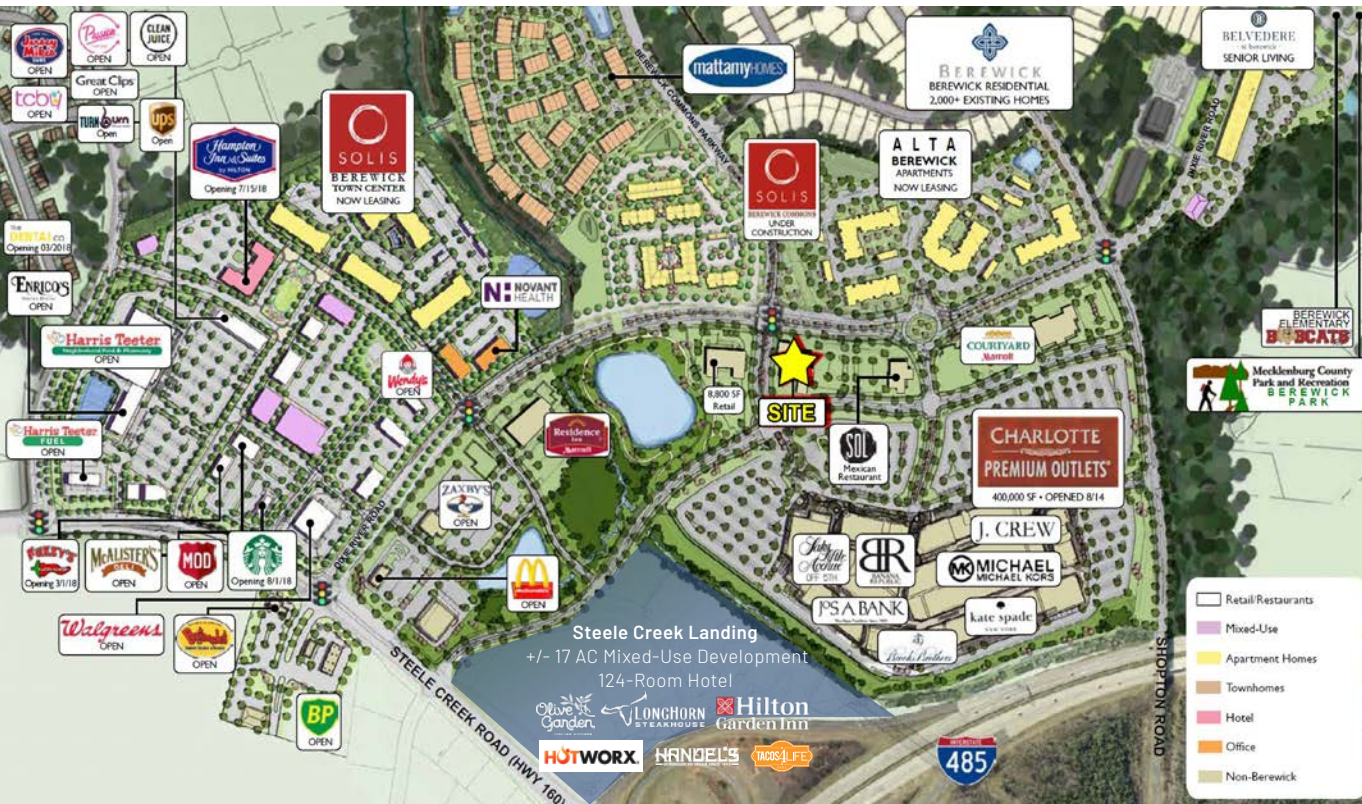 Jersey Mike's
SUBS
OPEN
Passion
OPEN
CLEAN
JUICE
OPEN
tcby
OPEN
Great Clips
OPEN
Open
ups
Open
Hampton
Inn & Suites
by HILTON
Opening 7/15/18
SOLIS
BEREWICK
TOWN CENTER
NOW LEASING
mattamyHOMES
BEREWICK COMMONS PARKWAY
SOLIS
BEREWICK COMMONS
UNDER
CONSTRUCTION
ALTA
BEREWICK
APARTMENTS
NOW LEASING
BEREWICK
BEREWICK RESIDENTIAL
2,000+ EXISTING HOMES
BELVEDERE
at berewick
SENIOR LIVING
DIXIE RIVER ROAD
THE
DENTAL CO
Opening 03/2018
ENRICO'S
OPEN
Harris Teeter
Neighborhood Food & Pharmacy
OPEN
Harris Teeter
FUEL
OPEN
NOVANT
HEALTH
Wendy's
OPEN
Residence
Inn
Marriott
8,800 SF
Retail
SITE
SOL
Mexican
Restaurant
COURTYARD
Marriott
BEREWICK
ELEMENTARY
BOBCATS
Mecklenburg County
Park and Recreation
BEREWICK
PARK
CHARLOTTE
PREMIUM OUTLETS®
400,000 SF • OPENED 8/14
ZAXBY'S
OPEN
McDonald's
OPEN
Opening 3/1/18
McALISTER'S
DELI
OPEN
MOD
OPEN
Opening 8/1/18
DIXIE RIVER ROAD
Walgreens
OPEN
Bojangles
OPEN
BP
OPEN
Saks
Fifth
Avenue
OFF 5TH
BR
BANANA
REPUBLIC
J. CREW
MK MICHAEL
MICHAEL KORS
JOS. A BANK
kate spade
NEW YORK
Brooks Brothers
Steele Creek Landing
+/- 17 AC Mixed-Use Development
124-Room Hotel
Olive
Garden
LONGHORN
STEAKHOUSE
Hilton
Garden Inn
HOTWORX.
HANDEL'S
TACOS 4 LIFE
STEELE CREEK ROAD (HWY 160)
INTERSTATE
485
SHOPTON ROAD
Retail/Restaurants
Mixed-Use
Apartment Homes
Townhomes
Hotel
Office
Non-Berewick